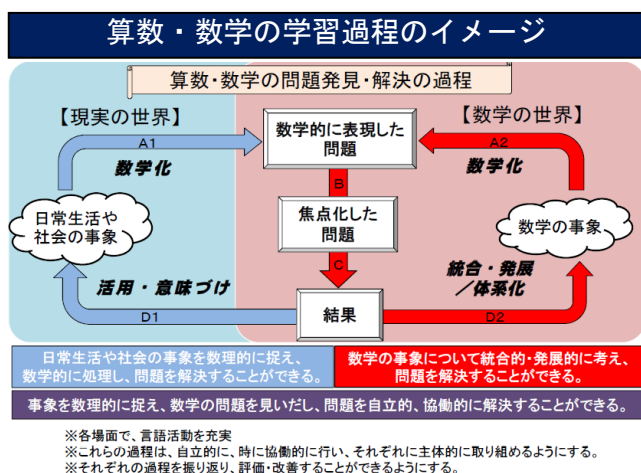 算数・数学の学習過程のイメージ
算数・数学の問題発見・解決の過程
【現実の世界】
【数学の世界】
A1
数学化
数学的に表現した
問題
A2
数学化
B
日常生活や
社会の事象
焦点化した
問題
数学の事象
C
活用・意味づけ
統合・発展
／体系化
結果
D1
D2
日常生活や社会の事象を数理的に捉え、
数学的に処理し、問題を解決することができる。
数学の事象について統合的・発展的に考え、
問題を解決することができる。
事象を数理的に捉え、数学の問題を見いだし、問題を自立的、協働的に解決することができる。
※各場面で、言語活動を充実
※これらの過程は、自立的に、時に協働的に行い、それぞれに主体的に取り組めるようにする。
※それぞれの過程を振り返り、評価・改善することができるようにする。